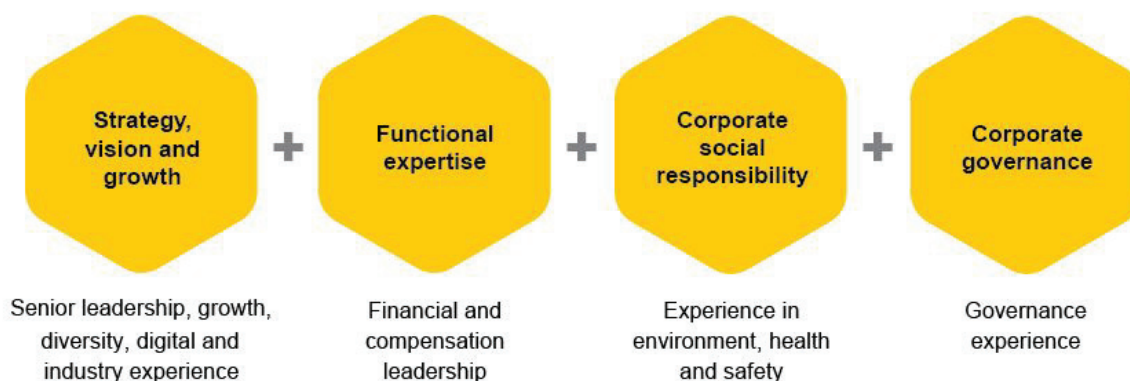 Strategy,
vision and
growth
+
Functional
expertise
+
Corporate
social
responsibility
+
Corporate
governance
Senior leadership, growth,
diversity, digital and
industry experience
Financial and
compensation
leadership
Experience in
environment, health
and safety
Governance
experience